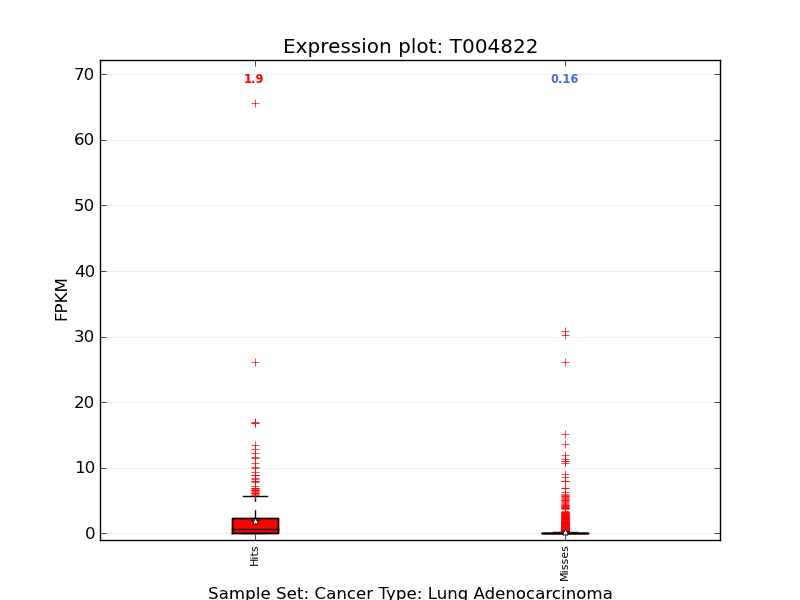 Expression plot: T004822
70
1.9
0.16
60
50
40
30
20
10
0
FPKM
Hits
Misses
Sample Set: Cancer Type: Lung Adenocarcinoma